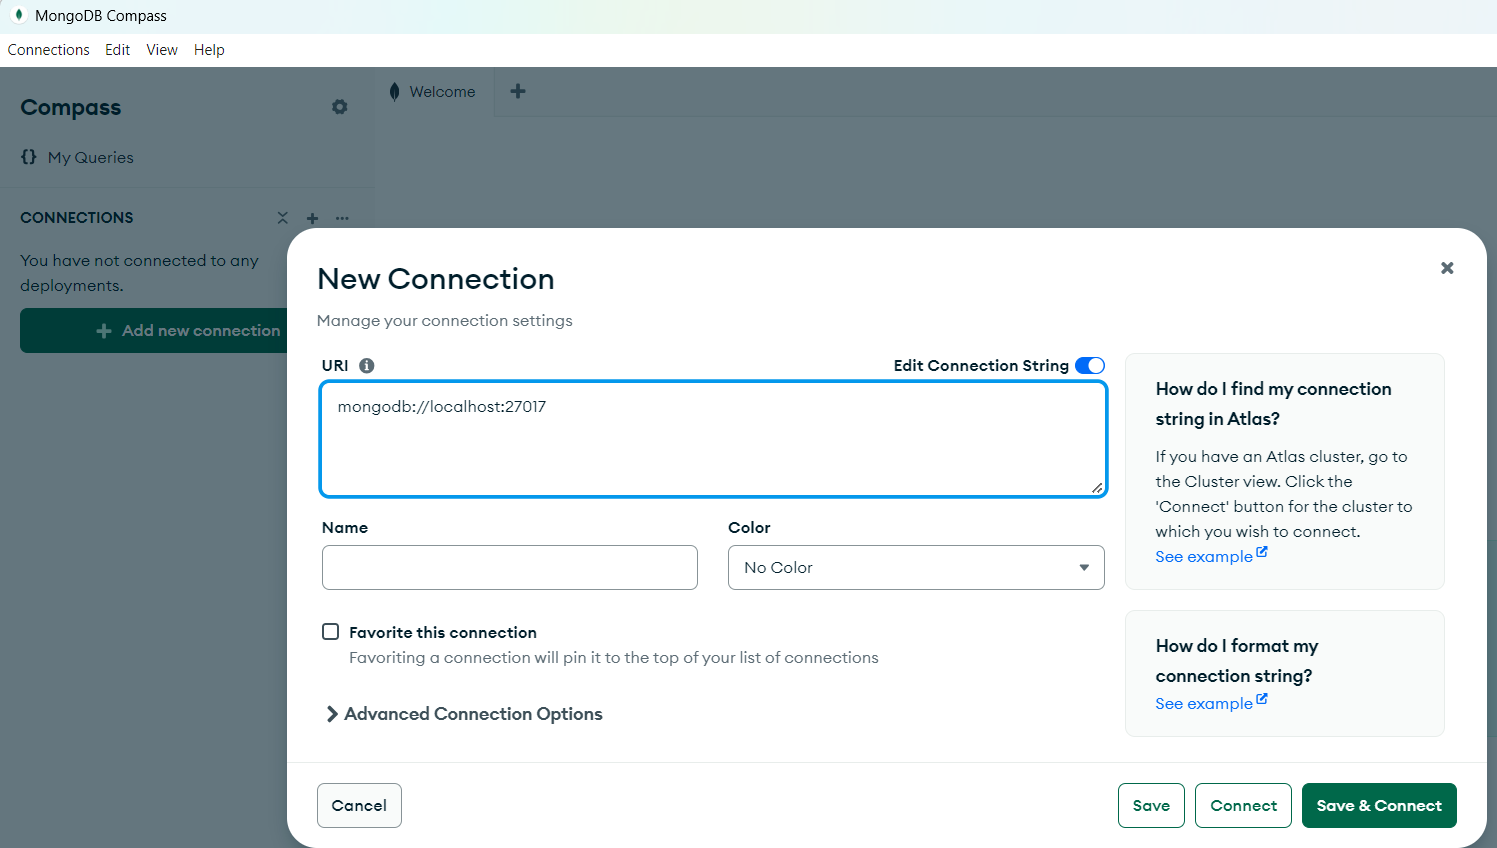 MongoDB Compass
Connections Edit View Help
Compass
Welcome
{} My Queries
CONNECTIONS
You have not connected to any
deployments.
Add new connection
New Connection
Manage your connection settings
URI
Edit Connection String
mongodb://localhost:27017
Name
Color
No Color
Favorite this connection
Favoriting a connection will pin it to the top of your list of connections
Advanced Connection Options
How do I find my connection
string in Atlas?
If you have an Atlas cluster, go to
the Cluster view. Click the
'Connect' button for the cluster to
which you wish to connect.
See example
How do I format my
connection string?
See example
Cancel
Save
Connect
Save & Connect